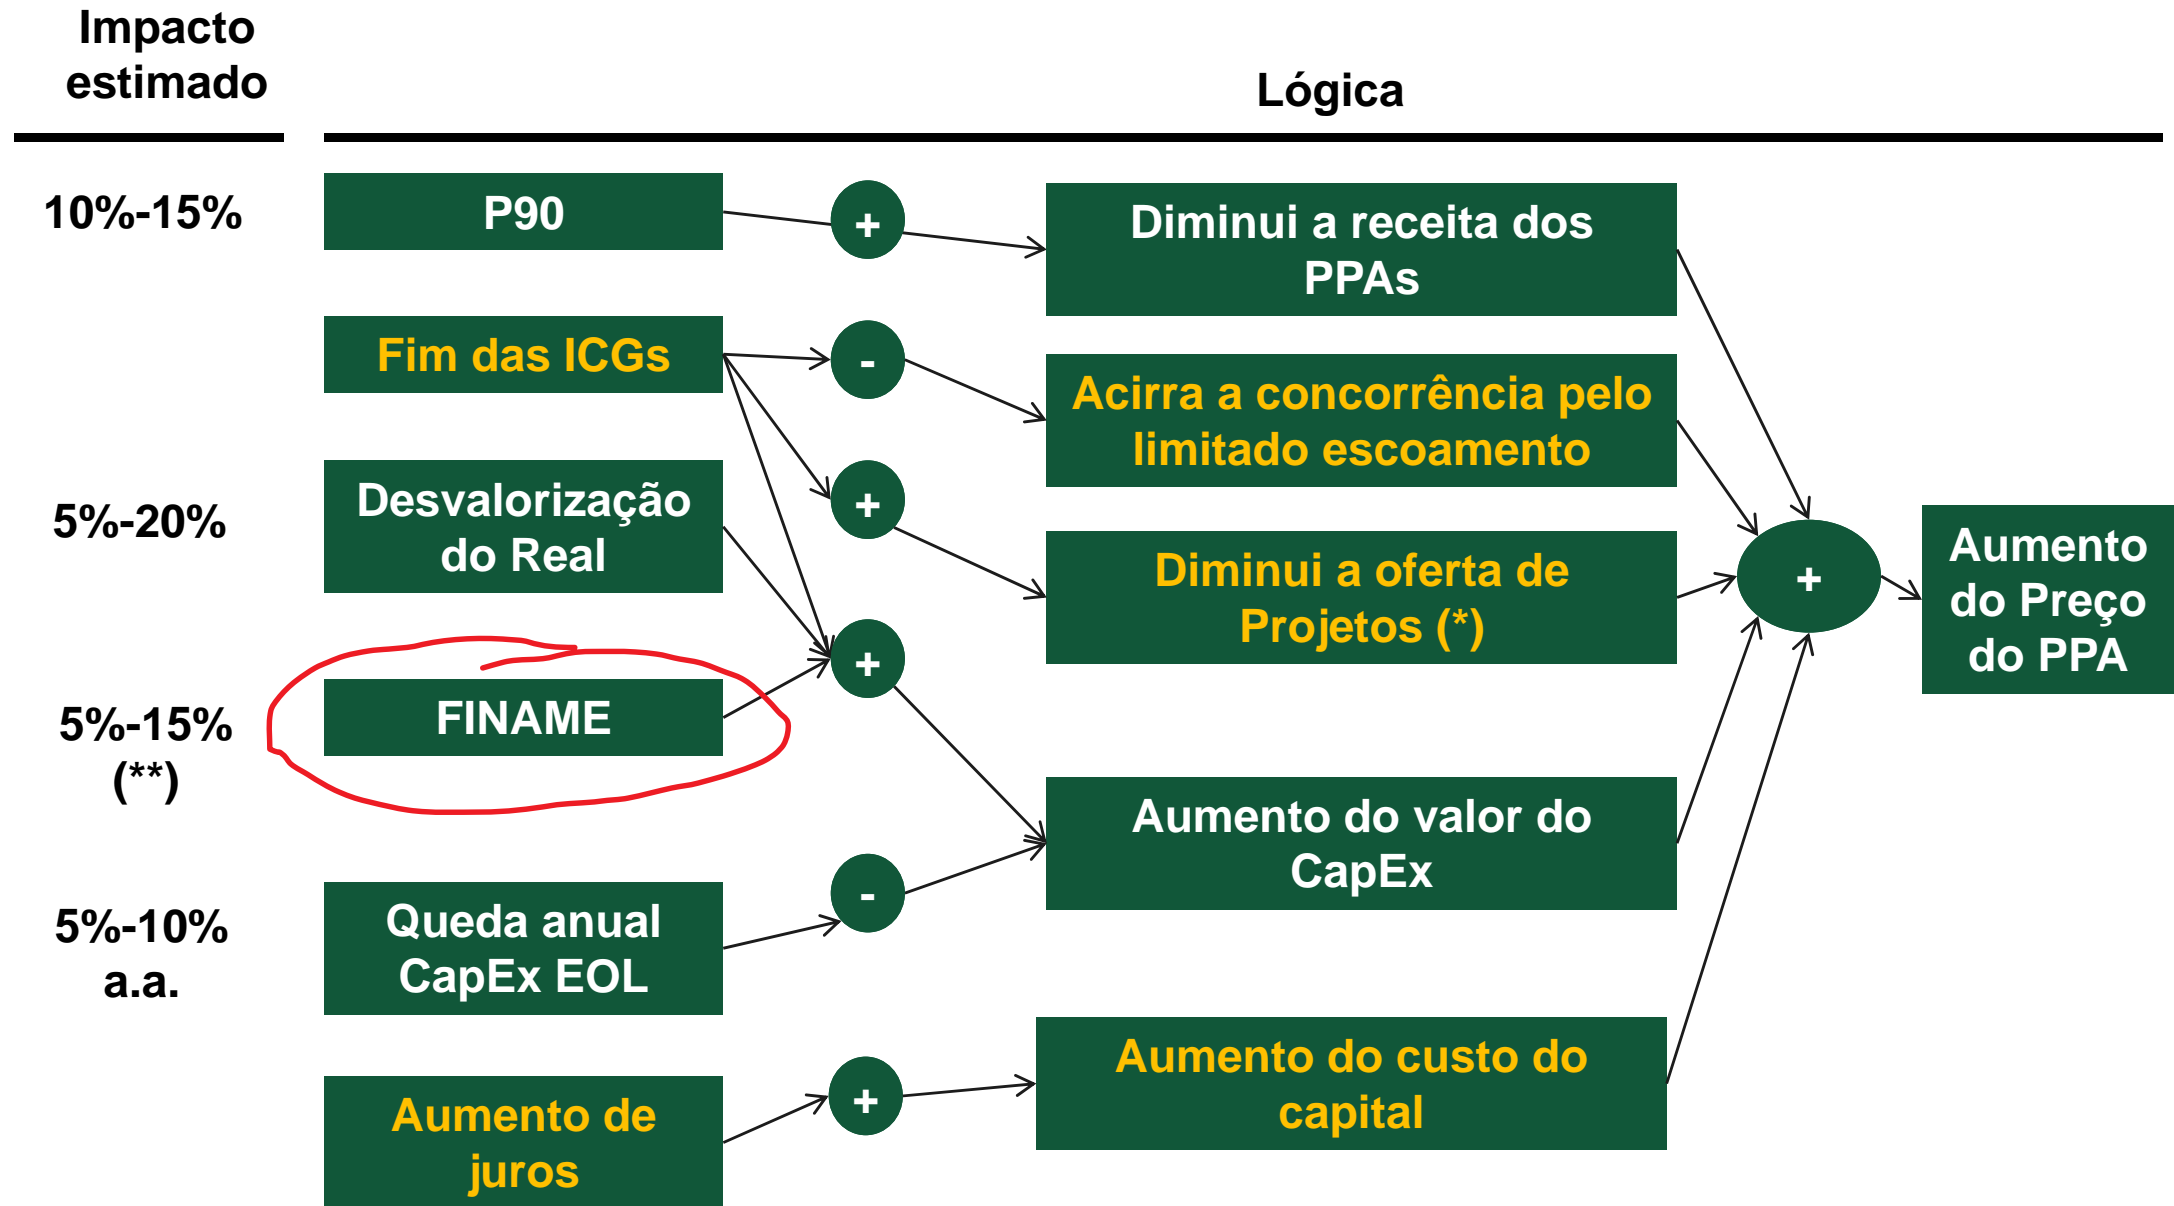 Impacto
estimado
Lógica
10%-15%
P90
+
Diminui a receita dos
PPAs
Fim das ICGs
-
Acirra a concorrência pelo
limitado escoamento
5%-20%
Desvalorização
do Real
+
Diminui a oferta de
Projetos (*)
+
Aumento
do Preço
do PPA
5%-15%
(**)
FINAME
+
Aumento do valor do
CapEx
5%-10%
a.a.
Queda anual
CapEx EOL
-
Aumento de
juros
+
Aumento do custo do
capital